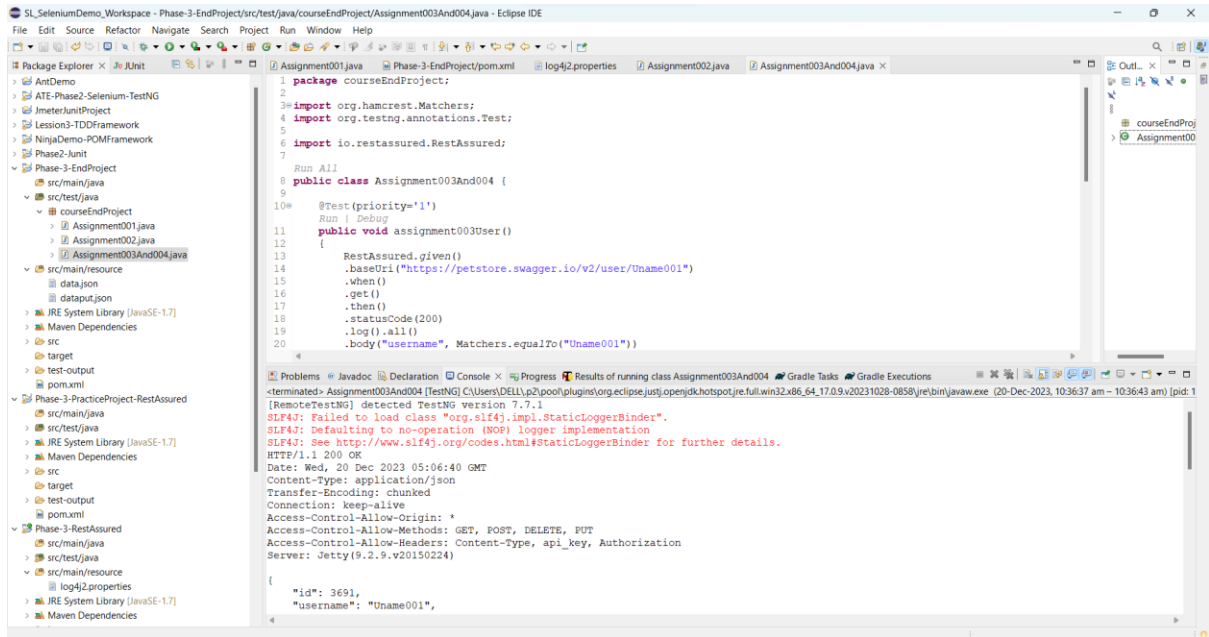 SL_SeleniumDemo_Workspace - Phase-3-EndProject/src/test/java/courseEndProject/Assignment003And004.java - Eclipse IDE
File Edit Source Refactor Navigate Search Project Run Window Help
Package Explorer × Ju JUnit
AntDemo
ATE-Phase2-Selenium-TestNG
JmeterJunitProject
Lession3-TDDFramework
NinjaDemo-POMFramework
Phase2-Junit
Phase-3-EndProject
src/main/java
src/test/java
courseEndProject
Assignment001.java
Assignment002.java
Assignment003And004.java
src/main/resource
data.json
dataput.json
JRE System Library [JavaSE-1.7]
Maven Dependencies
src
target
test-output
pom.xml
Phase-3-PracticeProject-RestAssured
src/main/java
src/test/java
JRE System Library [JavaSE-1.7]
Maven Dependencies
src
target
test-output
pom.xml
Phase-3-RestAssured
src/main/java
src/test/java
src/main/resource
log4j2.properties
JRE System Library [JavaSE-1.7]
Maven Dependencies
Assignment001.java Phase-3-EndProject/pom.xml log4j2.properties Assignment002.java Assignment003And004.java ×
1 package courseEndProject;
2
3 import org.hamcrest.Matchers;
4 import org.testng.annotations.Test;
5
6 import io.restassured.RestAssured;
7
Run All
8 public class Assignment003And004 {
9
10 @Test(priority='1')
Run | Debug
11 public void assignment003User()
12 {
13 RestAssured.given()
14 .baseUri("https://petstore.swagger.io/v2/user/Uname001")
15 .when()
16 .get()
17 .then()
18 .statusCode(200)
19 .log().all()
20 .body("username", Matchers.equalTo("Uname001"))
Outl... ×
courseEndProj
Assignment00
Problems Javadoc Declaration Console × Progress Results of running class Assignment003And004 Gradle Tasks Gradle Executions
<terminated> Assignment003And004 [TestNG] C:\Users\DELL\.p2\pool\plugins\org.eclipse.justj.openjdk.hotspot.jre.full.win32.x86_64_17.0.9.v20231028-0858\jre\bin\javaw.exe (20-Dec-2023, 10:36:37 am – 10:36:43 am) [pid: 1
[RemoteTestNG] detected TestNG version 7.7.1
SLF4J: Failed to load class "org.slf4j.impl.StaticLoggerBinder".
SLF4J: Defaulting to no-operation (NOP) logger implementation
SLF4J: See http://www.slf4j.org/codes.html#StaticLoggerBinder for further details.
HTTP/1.1 200 OK
Date: Wed, 20 Dec 2023 05:06:40 GMT
Content-Type: application/json
Transfer-Encoding: chunked
Connection: keep-alive
Access-Control-Allow-Origin: *
Access-Control-Allow-Methods: GET, POST, DELETE, PUT
Access-Control-Allow-Headers: Content-Type, api_key, Authorization
Server: Jetty(9.2.9.v20150224)
{
"id": 3691,
"username": "Uname001",